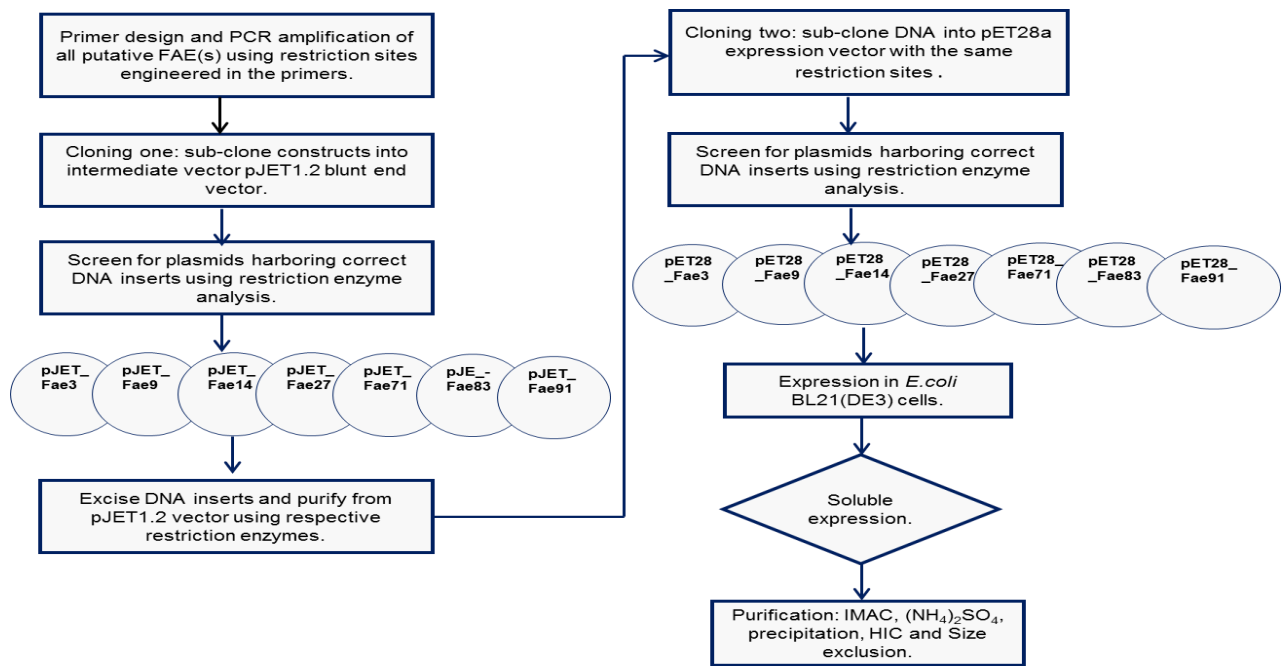 Primer design and PCR amplification of
all putative FAE(s) using restriction sites
engineered in the primers.
Cloning one: sub-clone constructs into
intermediate vector pJET1.2 blunt end
vector.
Screen for plasmids harboring correct
DNA inserts using restriction enzyme
analysis.
pJET_
Fae3
pJET_
Fae9
pJET_
Fae14
pJET_
Fae27
pJET_
Fae71
pJE_-
Fae83
pJET_
Fae91
Excise DNA inserts and purify from
pJET1.2 vector using respective
restriction enzymes.
Cloning two: sub-clone DNA into pET28a
expression vector with the same
restriction sites .
Screen for plasmids harboring correct
DNA inserts using restriction enzyme
analysis.
pET28
_Fae3
pET28
_Fae9
pET28
_Fae14
pET28
_Fae27
pET28
_Fae71
pET28
_Fae83
pET28_
Fae91
Expression in E.coli
BL21(DE3) cells.
Soluble
expression.
Purification: IMAC, (NH₄)₂SO₄,
precipitation, HIC and Size
exclusion.